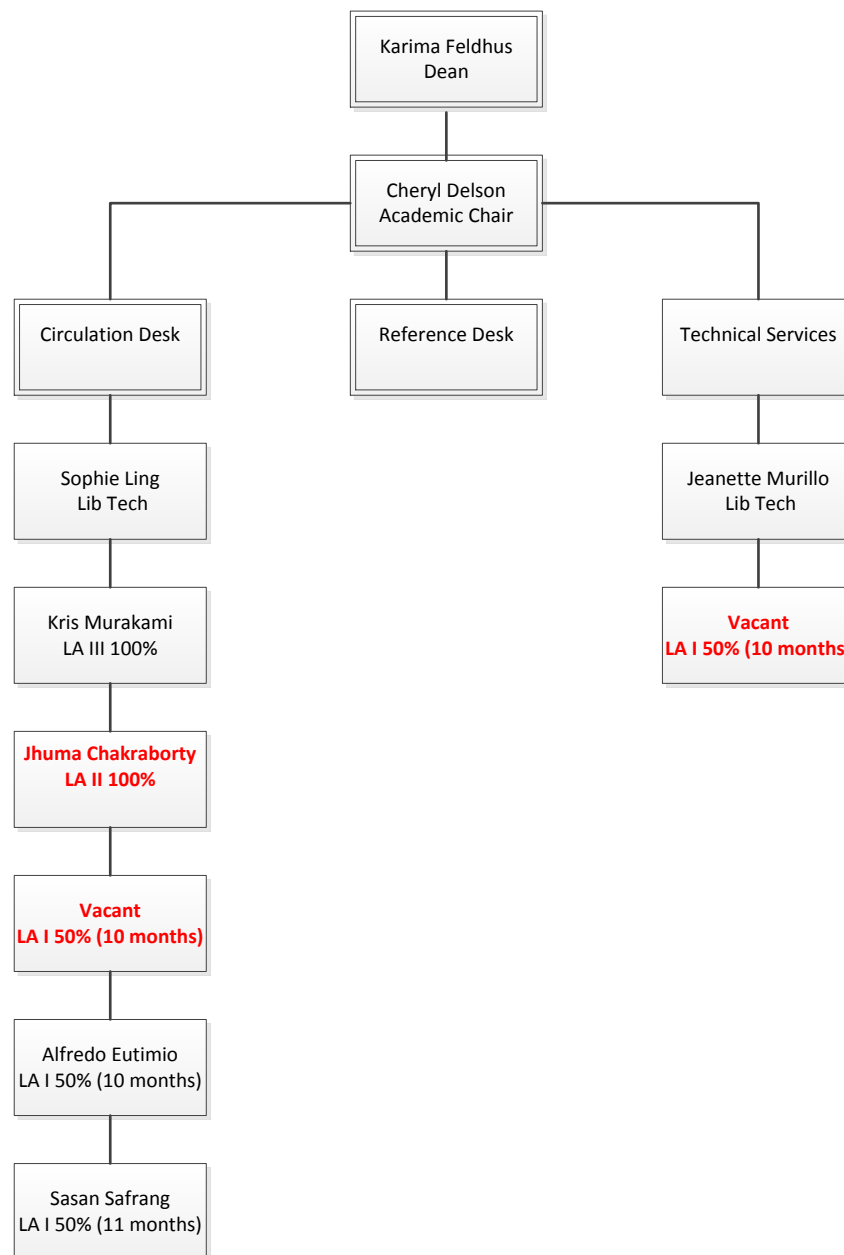 Karima Feldhus
Dean
Cheryl Delson
Academic Chair
Circulation Desk
Reference Desk
Technical Services
Sophie Ling
Lib Tech
Jeanette Murillo
Lib Tech
Kris Murakami
LA III 100%
Vacant
LA I 50% (10 months
Jhuma Chakraborty
LA II 100%
Vacant
LA I 50% (10 months)
Alfredo Eutimio
LA I 50% (10 months)
Sasan Safrang
LA I 50% (11 months)